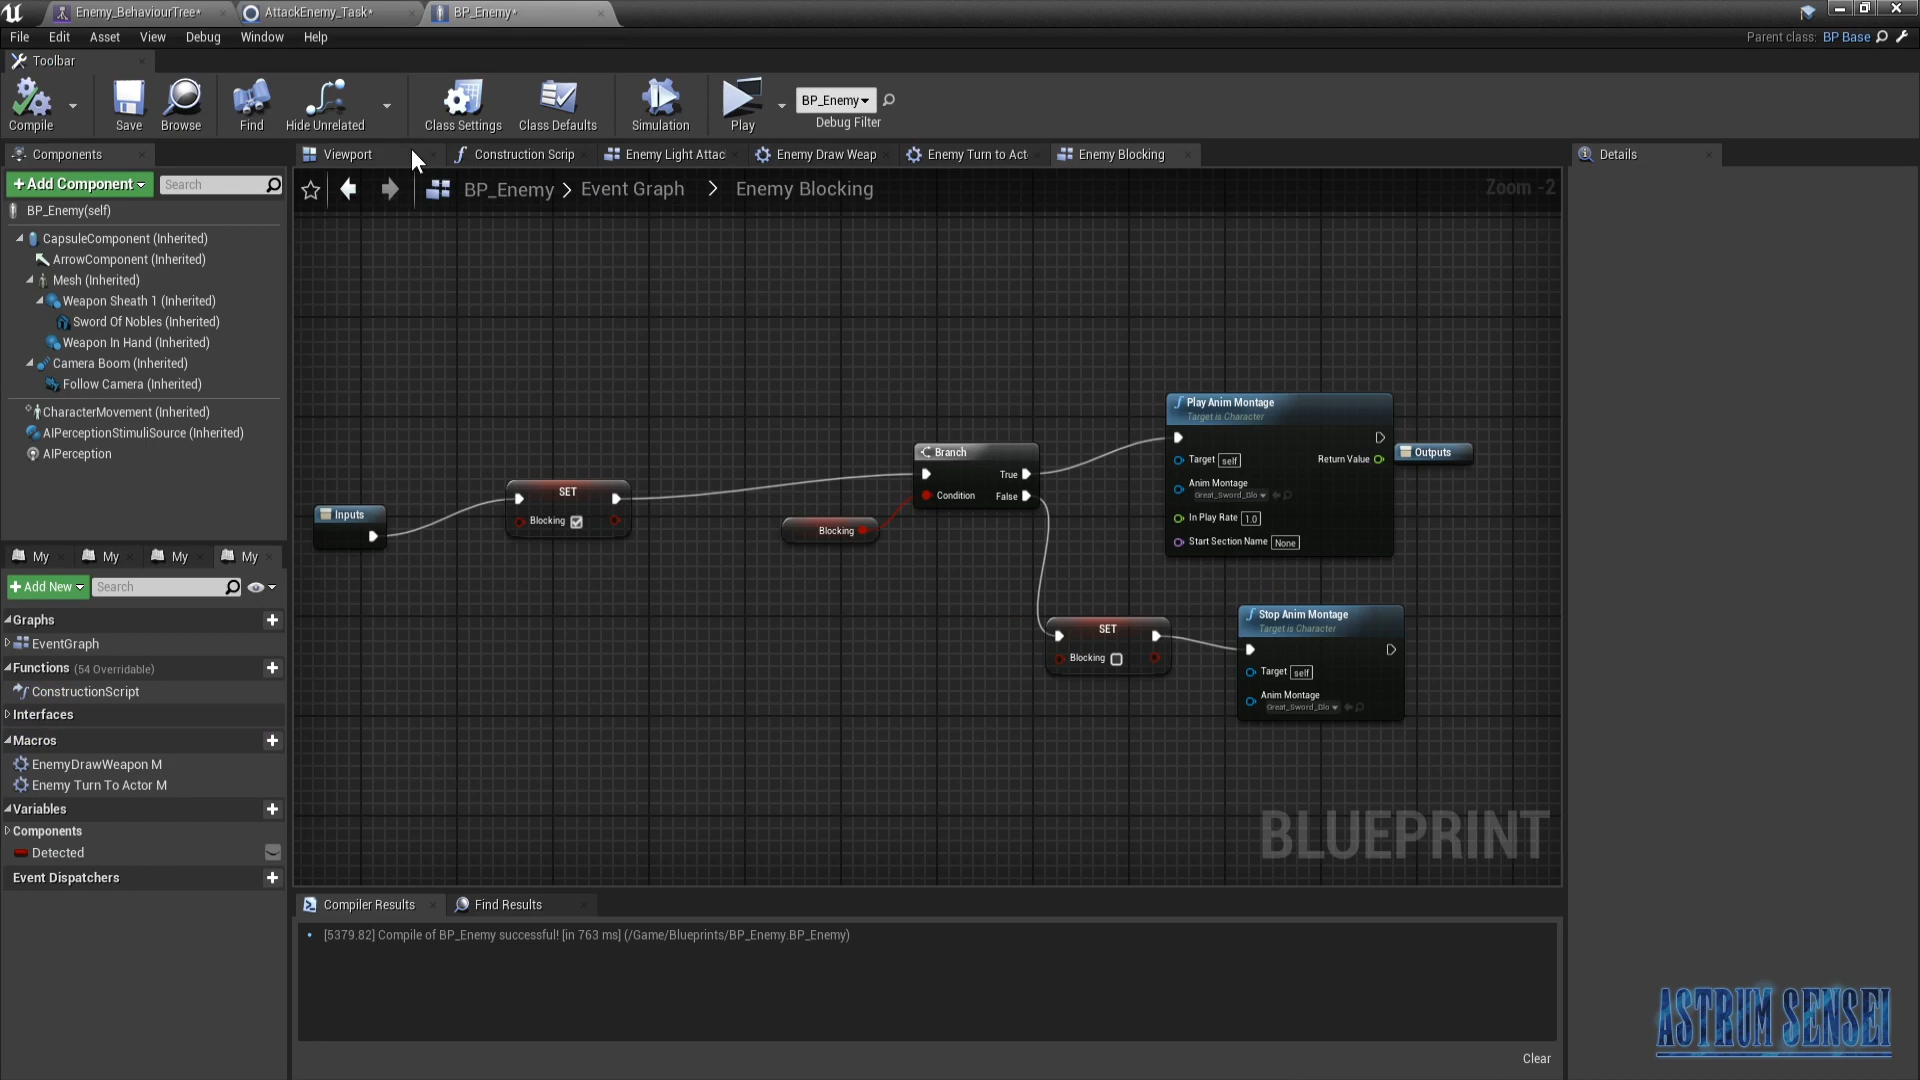 Enemy_BehaviourTree*
AttackEnemy_Task*
BP_Enemy*
File Edit Asset View Debug Window Help
Parent class: BP Base
Toolbar
Compile
Save
Browse
Find
Hide Unrelated
Class Settings
Class Defaults
Simulation
Play
BP_Enemy
Debug Filter
Components
Viewport
Construction Scrip
Enemy Light Attac
Enemy Draw Weap
Enemy Turn to Act
Enemy Blocking
Details
+Add Component
Search
BP_Enemy > Event Graph > Enemy Blocking
Zoom -2
BP_Enemy(self)
CapsuleComponent (Inherited)
ArrowComponent (Inherited)
Mesh (Inherited)
Weapon Sheath 1 (Inherited)
Sword Of Nobles (Inherited)
Weapon In Hand (Inherited)
Camera Boom (Inherited)
Follow Camera (Inherited)
CharacterMovement (Inherited)
AIPerceptionStimuliSource (Inherited)
AIPerception
My
My
My
My
+Add New
Search
Graphs
EventGraph
Functions (54 Overridable)
ConstructionScript
Interfaces
Macros
EnemyDrawWeapon M
Enemy Turn To Actor M
Variables
Components
Detected
Event Dispatchers
Inputs
SET
Blocking
Blocking
Branch
True
Condition
False
Play Anim Montage
Target is Character
Target self
Return Value
Anim Montage
Great_Sword_Blo
In Play Rate 1.0
Start Section Name None
Outputs
SET
Blocking
Stop Anim Montage
Target is Character
Target self
Anim Montage
Great_Sword_Blo
BLUEPRINT
Compiler Results
Find Results
[5379.82] Compile of BP_Enemy successful! [in 763 ms] (/Game/Blueprints/BP_Enemy.BP_Enemy)
Clear
ASTRUM SENSEI